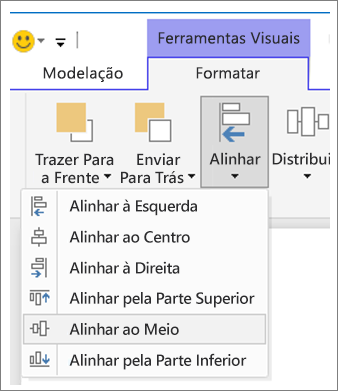 Ferramentas Visuais
Modelação
Formatar
Trazer Para
a Frente
Enviar
Para Trás
Alinhar
Distribui
Alinhar à Esquerda
Alinhar ao Centro
Alinhar à Direita
Alinhar pela Parte Superior
Alinhar ao Meio
Alinhar pela Parte Inferior